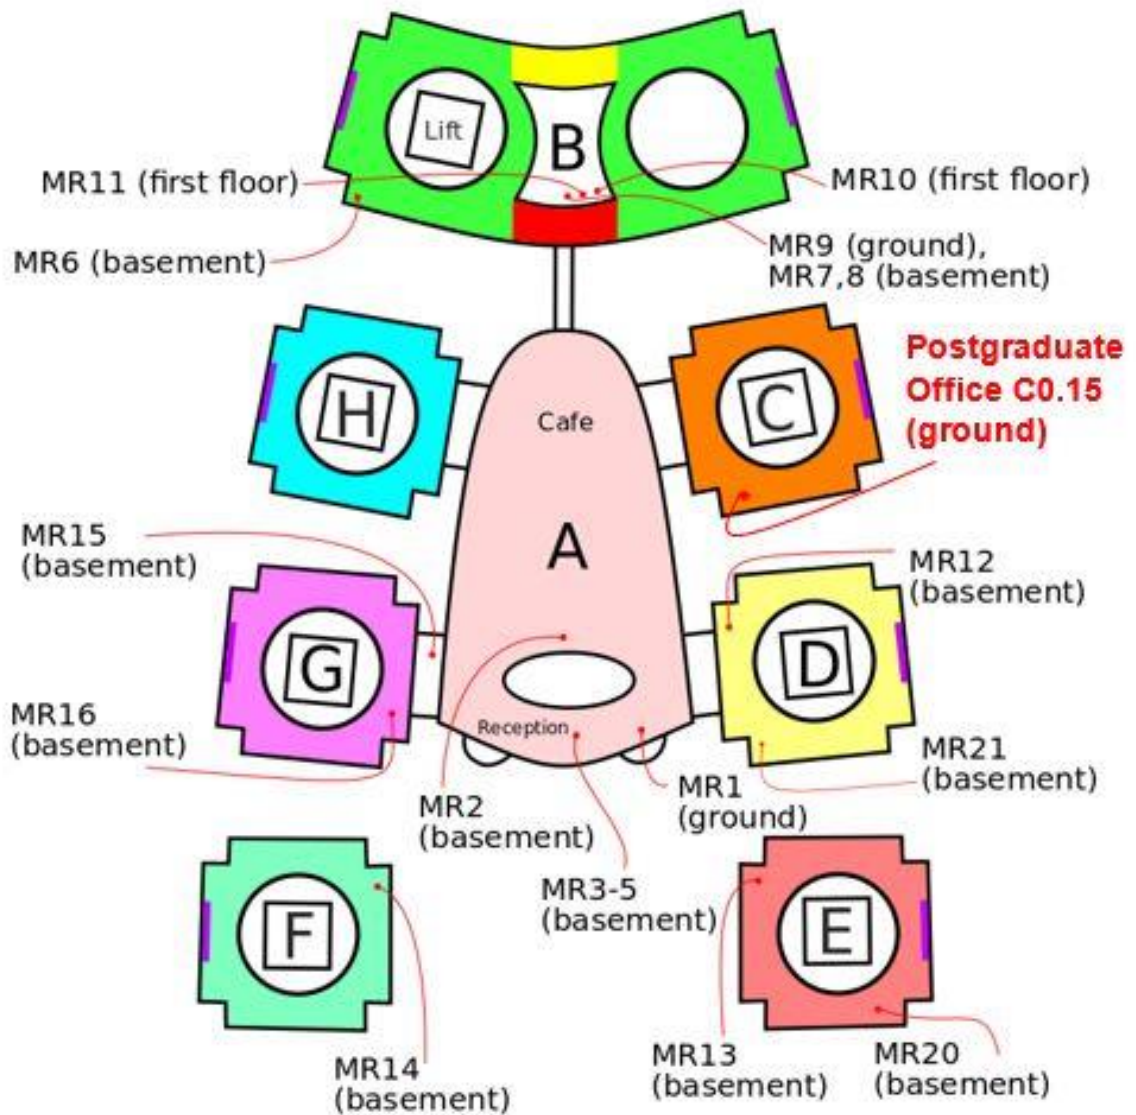 Lift
B
MR11 (first floor)
MR10 (first floor)
MR6 (basement)
MR9 (ground),
MR7,8 (basement)
H
Cafe
C
Postgraduate
Office C0.15
(ground)
A
MR15
(basement)
MR12
(basement)
G
D
MR16
(basement)
Reception
MR21
(basement)
MR2
(basement)
MR1
(ground)
MR3-5
(basement)
F
E
MR14
(basement)
MR13
(basement)
MR20
(basement)